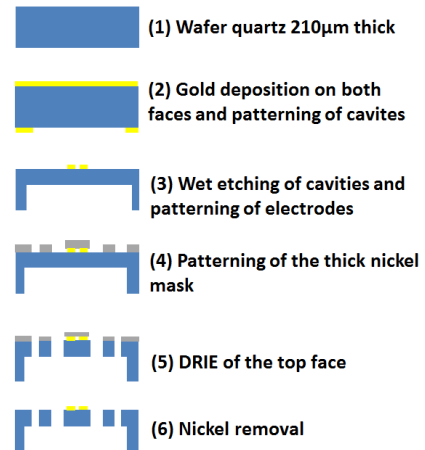 (1) Wafer quartz 210μm thick
(2) Gold deposition on both
faces and patterning of cavites
(3) Wet etching of cavities and
patterning of electrodes
(4) Patterning of the thick nickel
mask
(5) DRIE of the top face
(6) Nickel removal